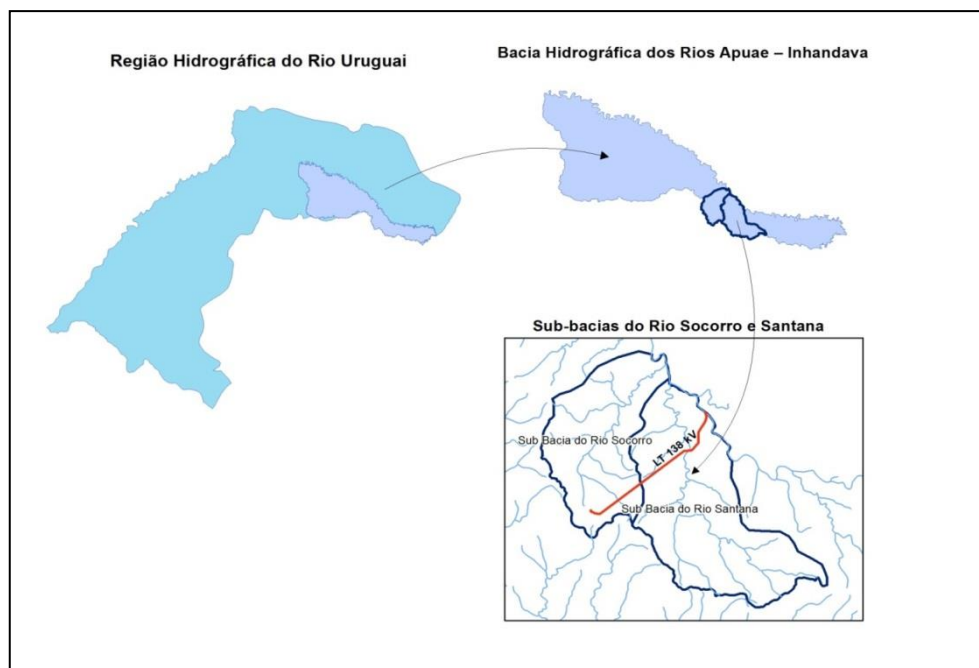 Região Hidrográfica do Rio Uruguai
Bacia Hidrográfica dos Rios Apuae – Inhandava
Sub-bacias do Rio Socorro e Santana
Sub Bacia do Rio Socorro
LT 138 kV
Sub Bacia do Rio Santana